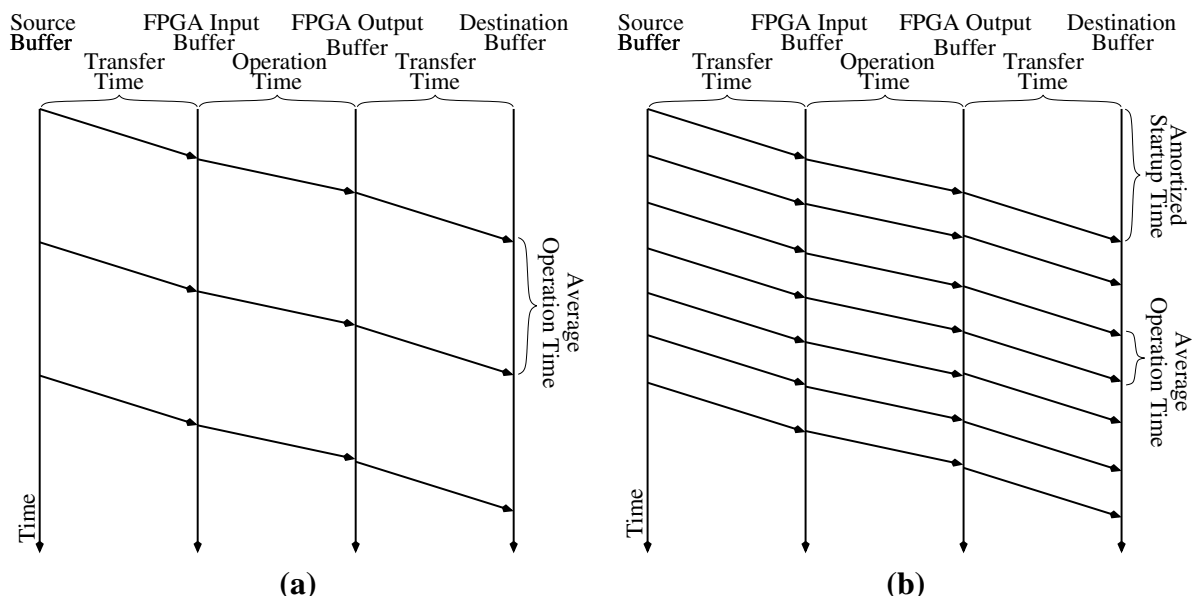 Source
Buffer
FPGA Input
Buffer
FPGA Output
Buffer
Destination
Buffer
Transfer
Time
Operation
Time
Transfer
Time
Average
Operation Time
Time
(a)
Source
Buffer
FPGA Input
Buffer
FPGA Output
Buffer
Destination
Buffer
Transfer
Time
Operation
Time
Transfer
Time
Amortized
Startup Time
Average
Operation Time
Time
(b)